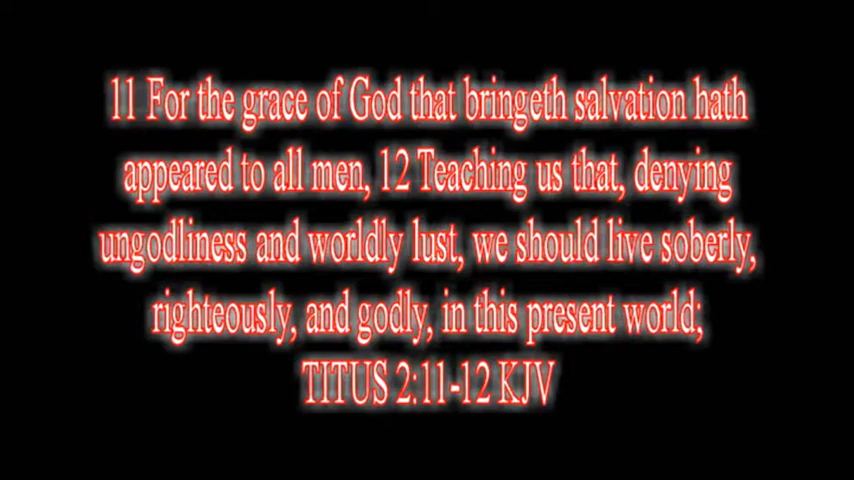 11 For the grace of God that bringeth salvation hath
appeared to all men, 12 Teaching us that, denying
ungodliness and worldly lust, we should live soberly,
righteously, and godly, in this present world;
TITUS 2:11-12 KJV